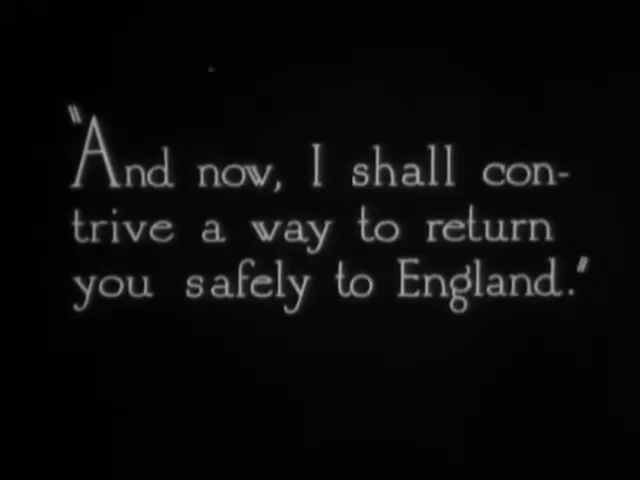 "And now, I shall con-
trive a way to return
you safely to England."